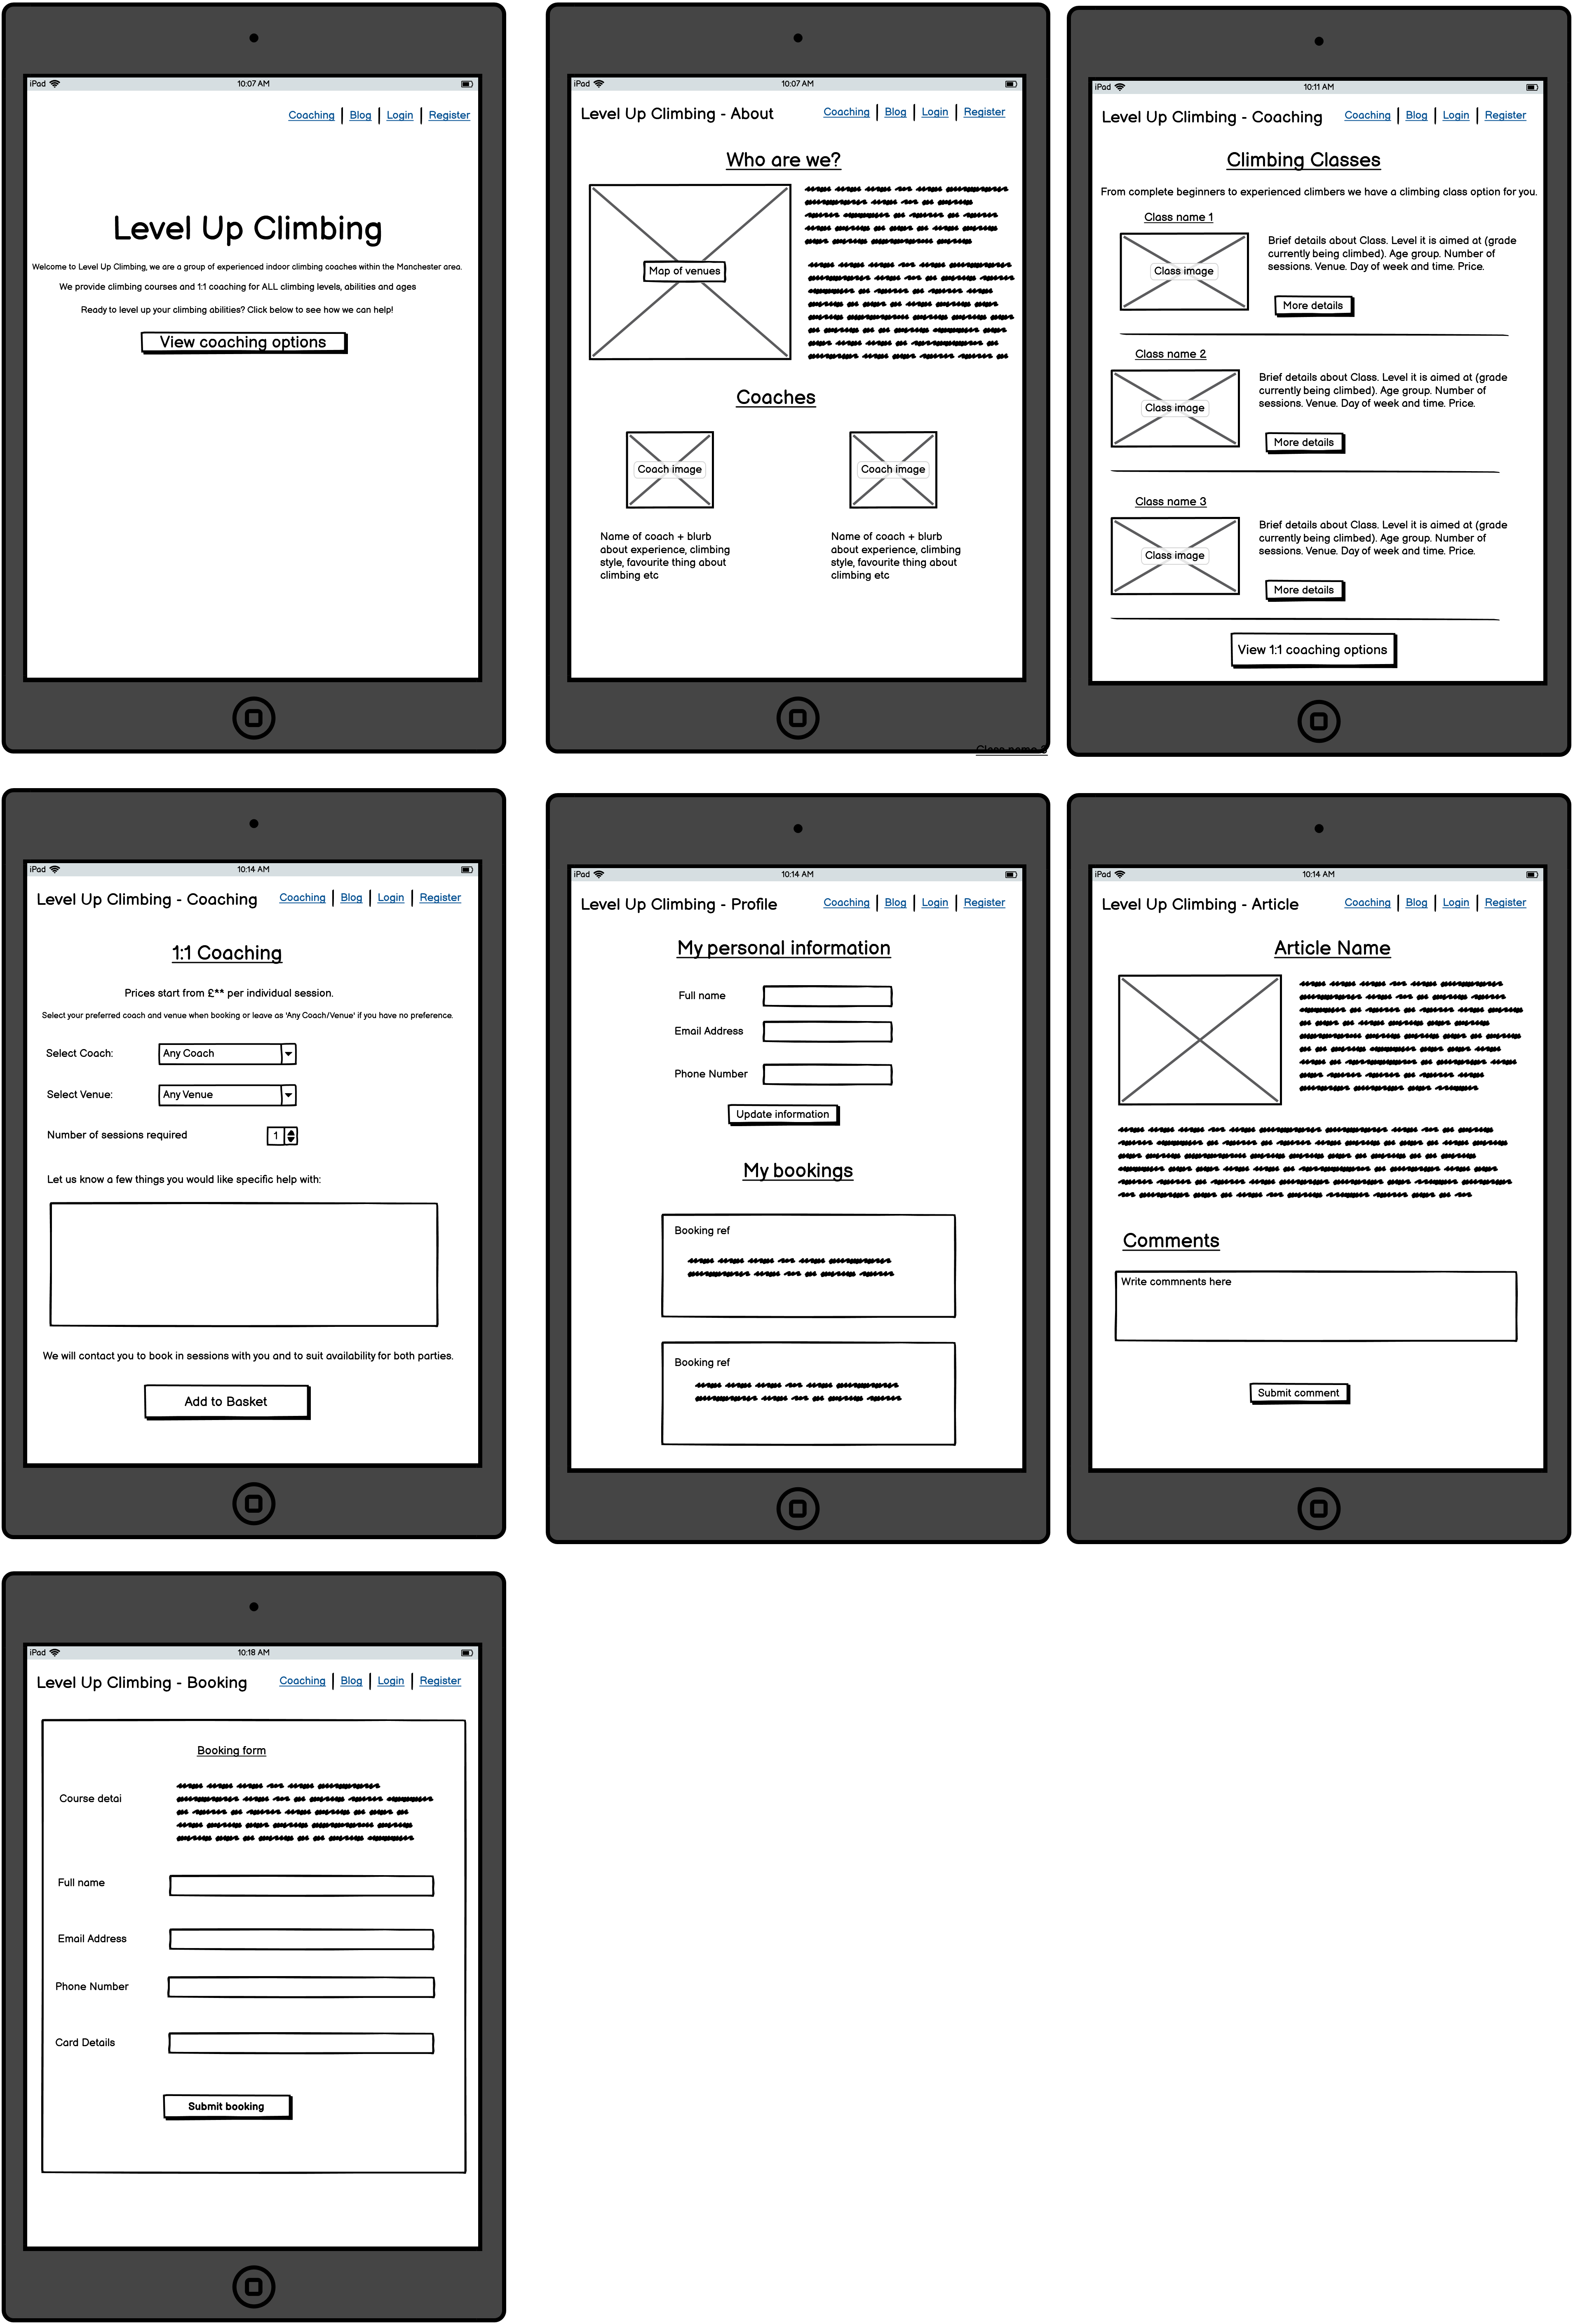 iPad
10:07 AM
Coaching | Blog | Login | Register
Level Up Climbing
Welcome to Level Up Climbing, we are a group of experienced indoor climbing coaches within the Manchester area.
We provide climbing courses and 1:1 coaching for ALL climbing levels, abilities and ages
Ready to level up your climbing abilities? Click below to see how we can help!
View coaching options
iPad
10:07 AM
Level Up Climbing - About
Coaching | Blog | Login | Register
Who are we?
Map of venues
Coaches
Coach image
Coach image
Name of coach + blurb
about experience, climbing
style, favourite thing about
climbing etc
Name of coach + blurb
about experience, climbing
style, favourite thing about
climbing etc
iPad
10:11 AM
Level Up Climbing - Coaching
Coaching | Blog | Login | Register
Climbing Classes
From complete beginners to experienced climbers we have a climbing class option for you.
Class name 1
Class image
Brief details about Class. Level it is aimed at (grade
currently being climbed). Age group. Number of
sessions. Venue. Day of week and time. Price.
More details
Class name 2
Class image
Brief details about Class. Level it is aimed at (grade
currently being climbed). Age group. Number of
sessions. Venue. Day of week and time. Price.
More details
Class name 3
Class image
Brief details about Class. Level it is aimed at (grade
currently being climbed). Age group. Number of
sessions. Venue. Day of week and time. Price.
More details
View 1:1 coaching options
Class name
iPad
10:14 AM
Level Up Climbing - Coaching
Coaching | Blog | Login | Register
1:1 Coaching
Prices start from £** per individual session.
Select your preferred coach and venue when booking or leave as 'Any Coach/Venue' if you have no preference.
Select Coach:
Any Coach
Select Venue:
Any Venue
Number of sessions required
1
Let us know a few things you would like specific help with:
We will contact you to book in sessions with you and to suit availability for both parties.
Add to Basket
iPad
10:14 AM
Level Up Climbing - Profile
Coaching | Blog | Login | Register
My personal information
Full name
Email Address
Phone Number
Update information
My bookings
Booking ref
Booking ref
iPad
10:14 AM
Level Up Climbing - Article
Coaching | Blog | Login | Register
Article Name
Comments
Write commnents here
Submit comment
iPad
10:18 AM
Level Up Climbing - Booking
Coaching | Blog | Login | Register
Booking form
Course detai
Full name
Email Address
Phone Number
Card Details
Submit booking